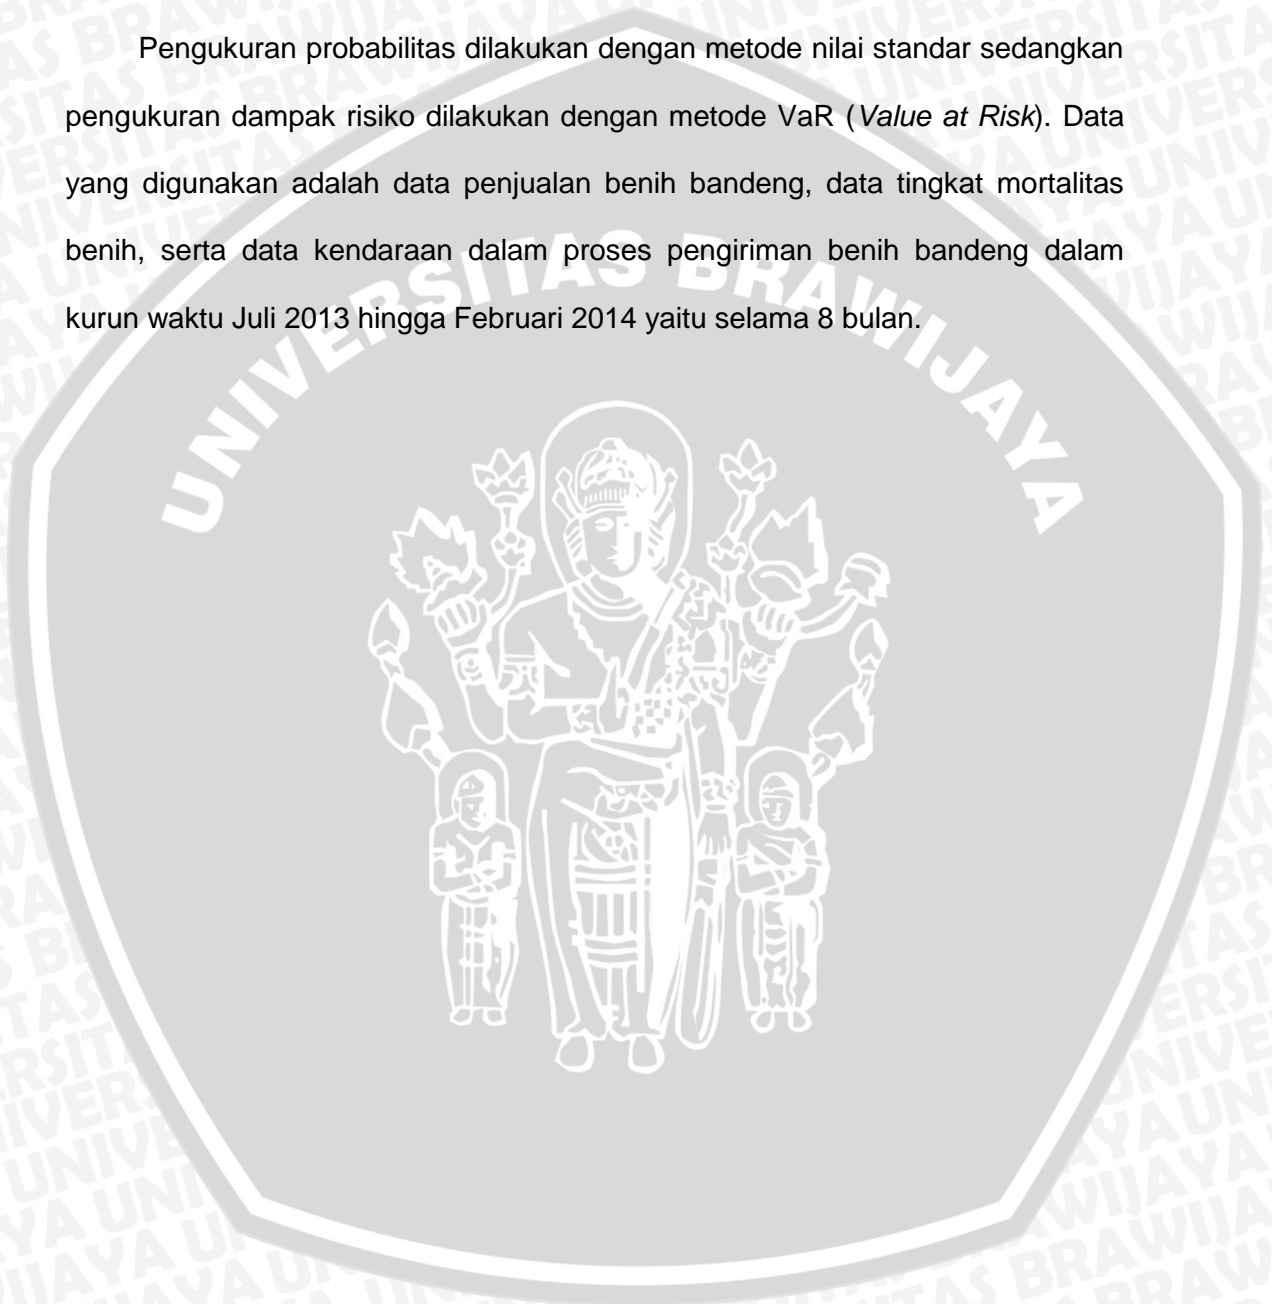 Pengukuran probabilitas dilakukan dengan metode nilai standar sedangkan
pengukuran dampak risiko dilakukan dengan metode VaR (Value at Risk). Data
yang digunakan adalah data penjualan benih bandeng, data tingkat mortalitas
benih, serta data kendaraan dalam proses pengiriman benih bandeng dalam
kurun waktu Juli 2013 hingga Februari 2014 yaitu selama 8 bulan.
UNIVERSITAS BRAWIJAYA